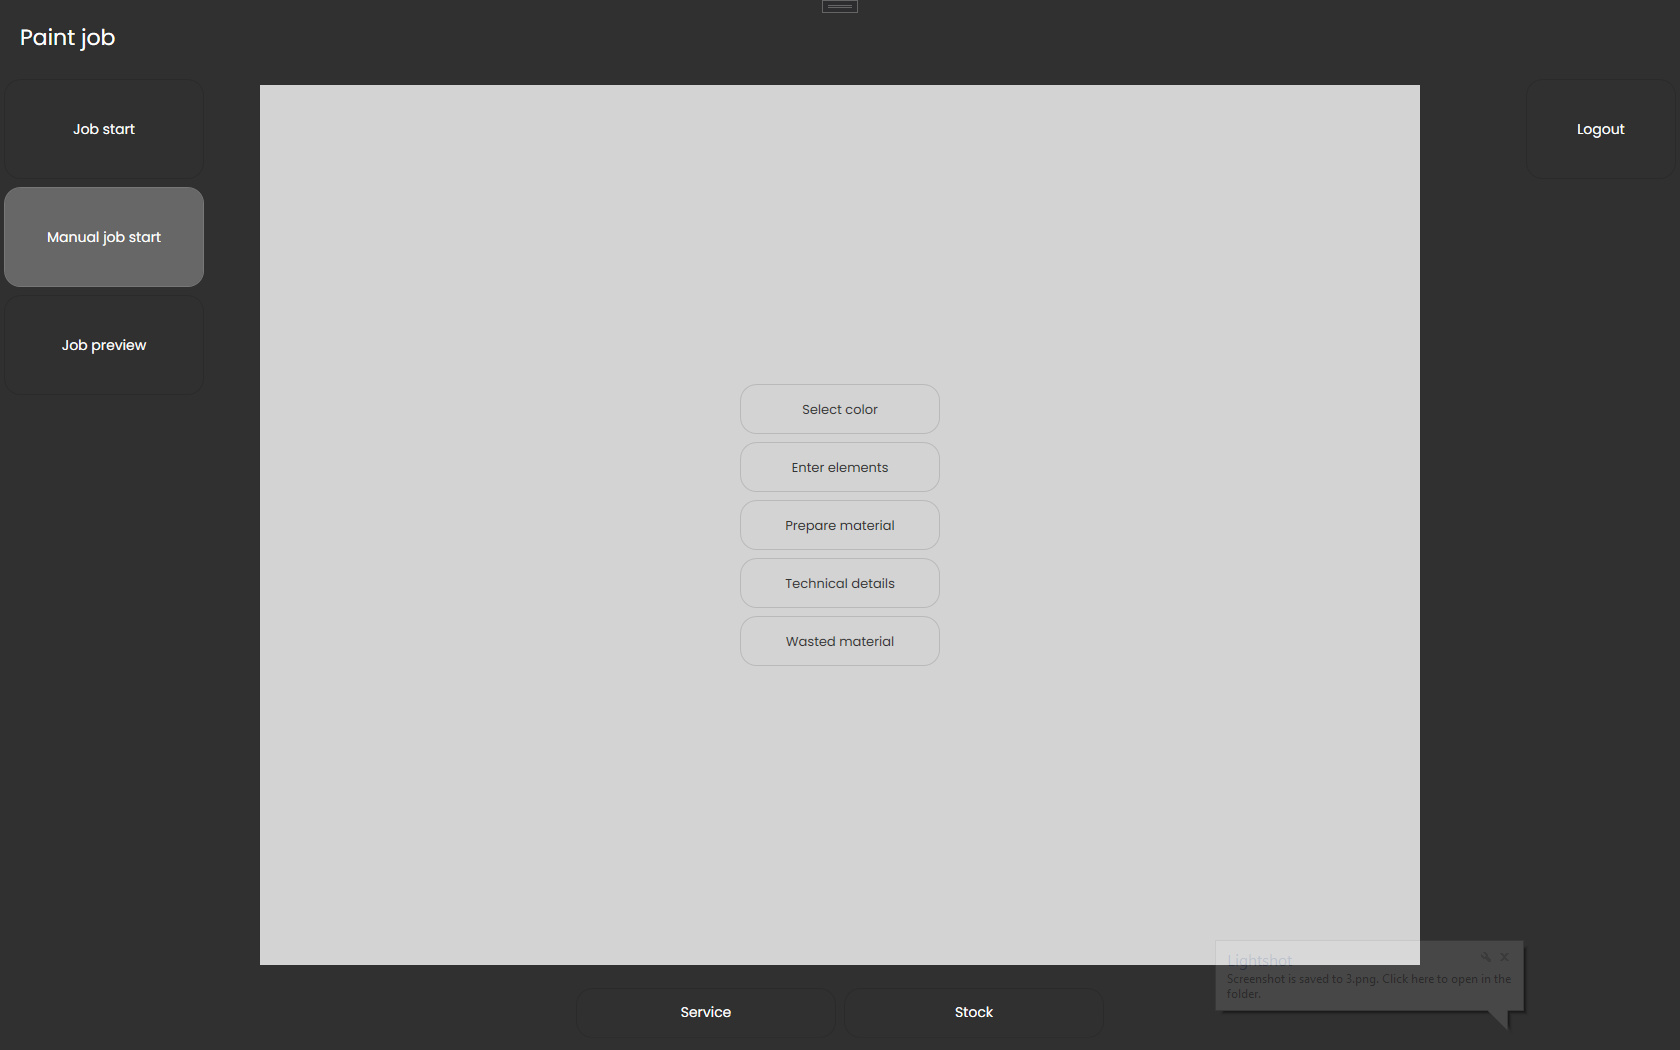 Paint job
Job start
Manual job start
Job preview
Logout
Select color
Enter elements
Prepare material
Technical details
Wasted material
Service
Stock
Lightshot
Screenshot is saved to 3.png. Click here to open in the
folder.